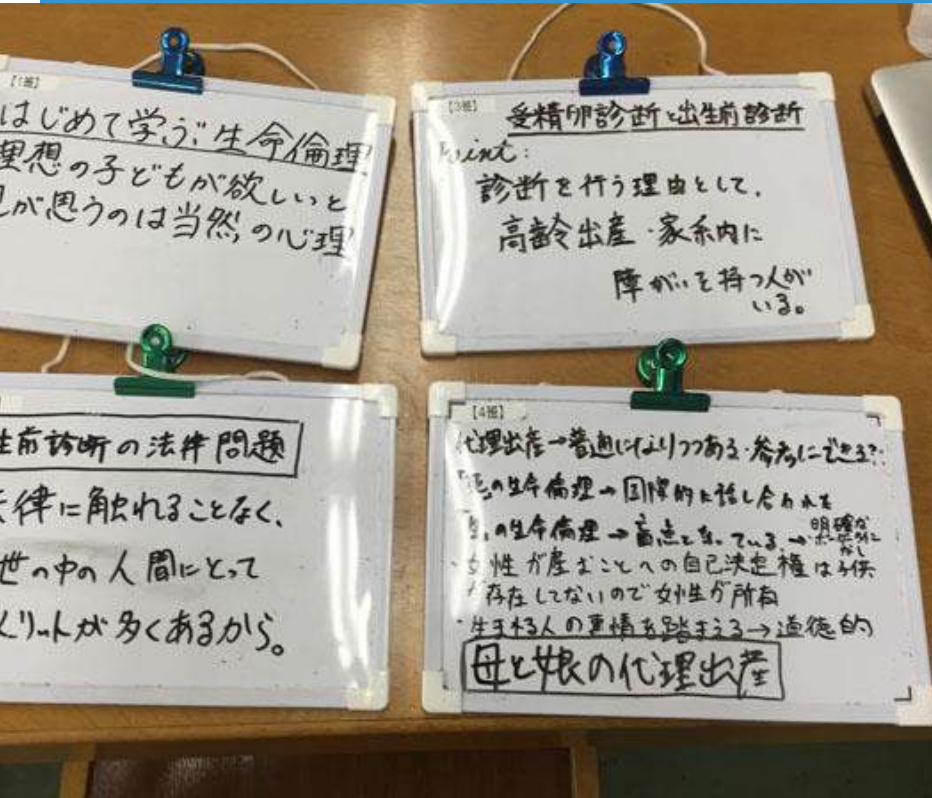 【1班】
はじめて学ぶ生命倫理
理想の子どもが欲しいと
が思うのは当然の心理
【3班】
受精卵診断と出生前診断
Point:
診断を行う理由として、
高齢出産・家系内に
障がいを持つ人が
いる。
生前診断の法律問題
法律に触れることなく、
世の中の人間にとって
メリットが多くあるから。
【4班】
代理出産→普通になりつつある・参考にできる?
の生命倫理→国際的に話し合われる
の生命倫理→盲点となっている→明確な
ボーダーライン
なし
・女性が産むことへの自己決定権は子供
が存在してないので女性が所有
・生まれる人の事情を踏まえる→道徳的
母と娘の代理出産